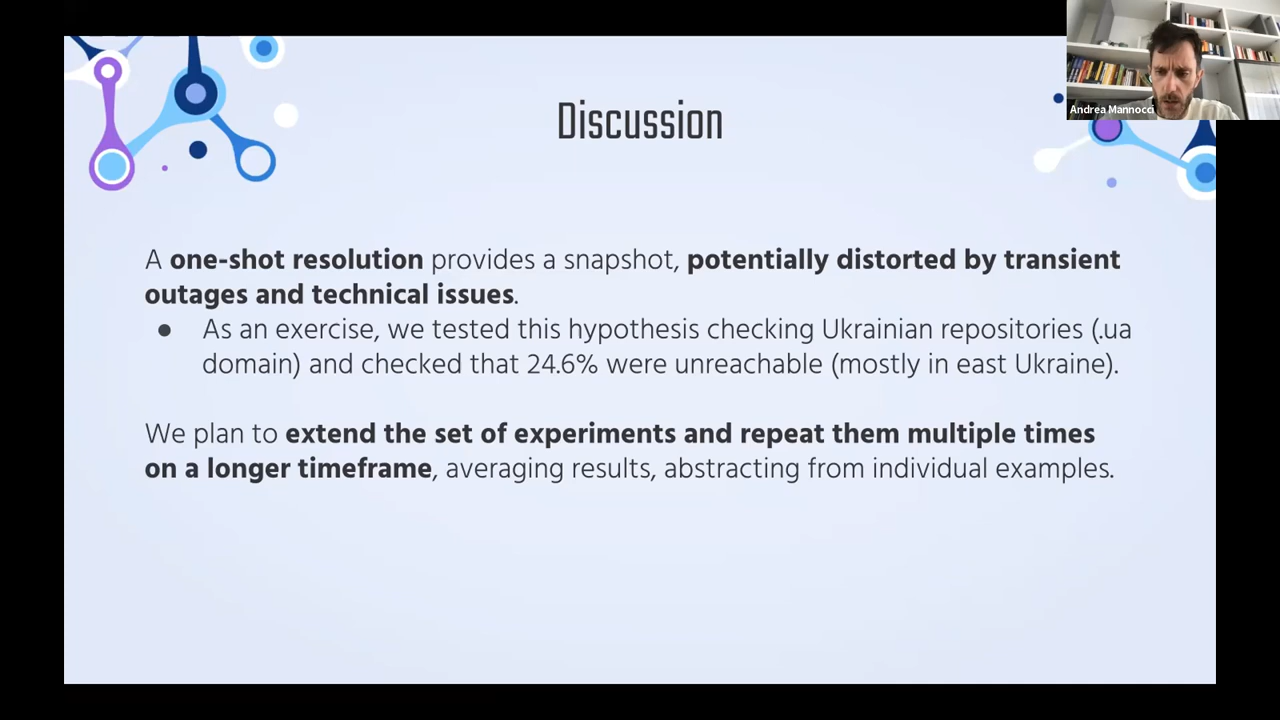 Andrea Mannocci
Discussion
A one-shot resolution provides a snapshot, potentially distorted by transient
outages and technical issues.
● As an exercise, we tested this hypothesis checking Ukrainian repositories (.ua
domain) and checked that 24.6% were unreachable (mostly in east Ukraine).
We plan to extend the set of experiments and repeat them multiple times
on a longer timeframe, averaging results, abstracting from individual examples.